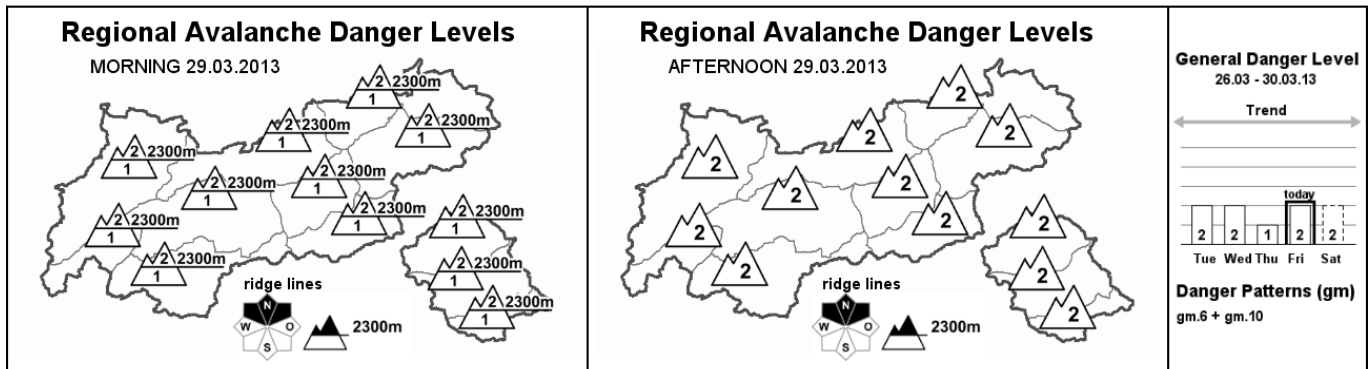 Regional Avalanche Danger Levels
MORNING 29.03.2013
2 2300m
1
2 2300m
1
2 2300m
1
2 2300m
1
2 2300m
1
2 2300m
1
2 2300m
1
2 2300m
1
2 2300m
1
2 2300m
1
2 2300m
1
2 2300m
1
ridge lines
N
W O
S
2300m
Regional Avalanche Danger Levels
AFTERNOON 29.03.2013
2
2
2
2
2
2
2
2
2
2
2
2
ridge lines
N
W O
S
2300m
General Danger Level
26.03 - 30.03.13
Trend
today
2 2 1 2 2
Tue Wed Thu Fri Sat
Danger Patterns (gm)
gm.6 + gm.10